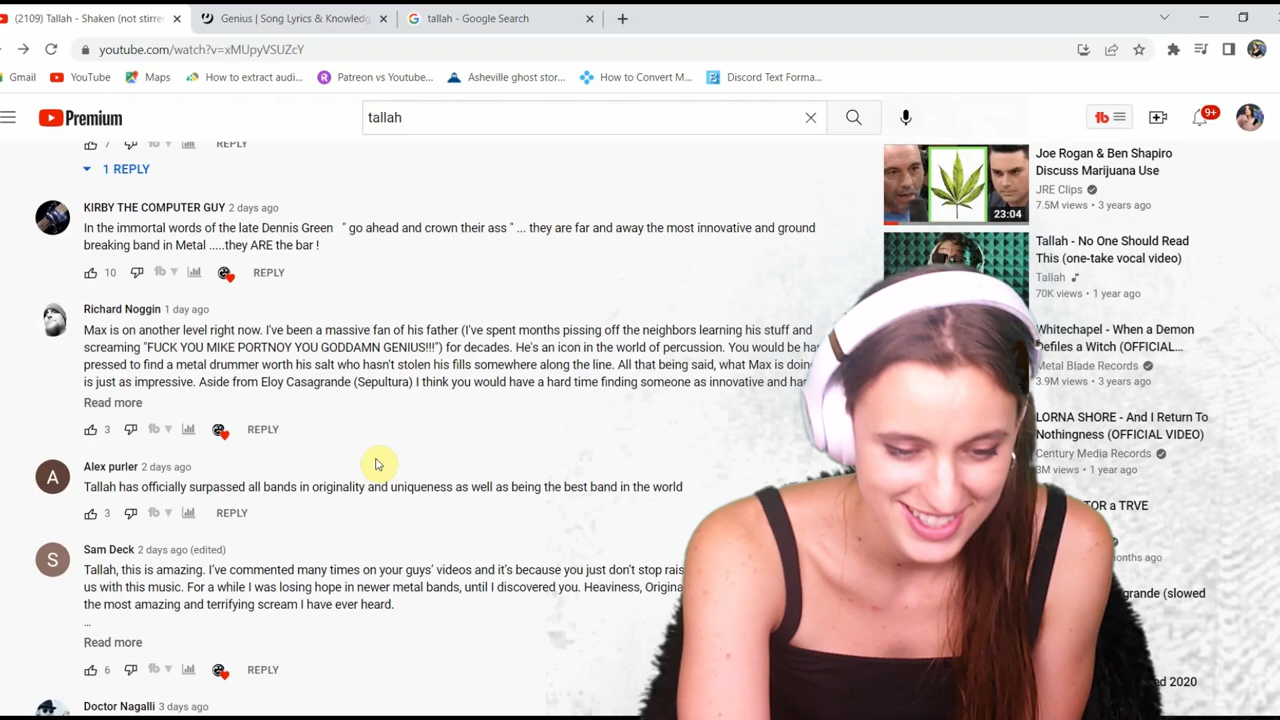 (2109) Tallah - Shaken (not stirre
Genius | Song Lyrics & Knowledg
tallah - Google Search
youtube.com/watch?v=xMUpyVSUZcY
Gmail
YouTube
Maps
How to extract audi...
Patreon vs Youtube...
Asheville ghost stor...
How to Convert M...
Discord Text Forma...
Premium
tallah
9+
7
REPLY
1 REPLY
KIRBY THE COMPUTER GUY 2 days ago
In the immortal words of the late Dennis Green " go ahead and crown their ass " ... they are far and away the most innovative and ground
breaking band in Metal .....they ARE the bar !
10 REPLY
Richard Noggin 1 day ago
Max is on another level right now. I've been a massive fan of his father (I've spent months pissing off the neighbors learning his stuff and
screaming "FUCK YOU MIKE PORTNOY YOU GODDAMN GENIUS!!!") for decades. He's an icon in the world of percussion. You would be ha
pressed to find a metal drummer worth his salt who hasn't stolen his fills somewhere along the line. All that being said, what Max is doin
is just as impressive. Aside from Eloy Casagrande (Sepultura) I think you would have a hard time finding someone as innovative and ha
Read more
3 REPLY
A
Alex purler 2 days ago
Tallah has officially surpassed all bands in originality and uniqueness as well as being the best band in the world
3 REPLY
S
Sam Deck 2 days ago (edited)
Tallah, this is amazing. I've commented many times on your guys' videos and it's because you just don't stop rais
us with this music. For a while I was losing hope in newer metal bands, until I discovered you. Heaviness, Origina
the most amazing and terrifying scream I have ever heard.
...
Read more
6 REPLY
Doctor Nagalli 3 days ago
23:04
Joe Rogan & Ben Shapiro
Discuss Marijuana Use
JRE Clips
7.5M views • 3 years ago
Tallah - No One Should Read
This (one-take vocal video)
Tallah
70K views • 1 year ago
Whitechapel - When a Demon
Defiles a Witch (OFFICIAL...
Metal Blade Records
3.9M views • 3 years ago
LORNA SHORE - And I Return To
Nothingness (OFFICIAL VIDEO)
Century Media Records
3M views • 1 year ago
TOR a TRVE
onths ago
grande (slowed
2020